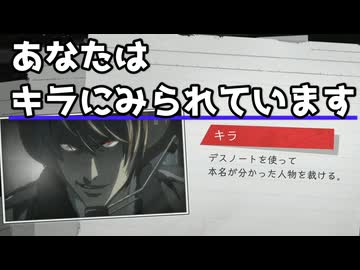 あなたは
キラにみられています
キラ
デスノートを使って
本名が分かった人物を裁ける。